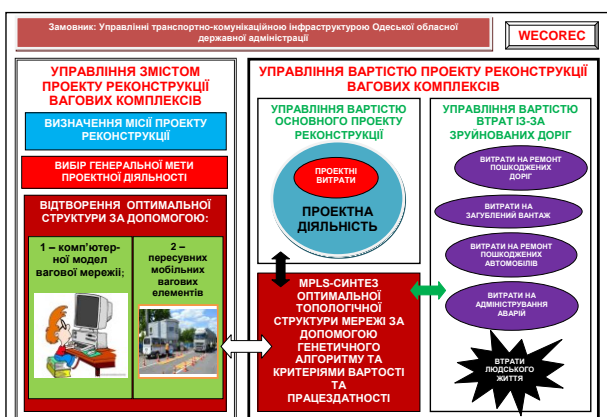 Замовник: Управлінні транспортно-комунікаційною інфраструктурою Одеської обласної
державної адміністрації
WECOREC
УПРАВЛІННЯ ЗМІСТОМ
ПРОЕКТУ РЕКОНСТРУКЦІЇ
ВАГОВИХ КОМПЛЕКСІВ
ВИЗНАЧЕННЯ МІСІЇ ПРОЕКТУ
РЕКОНСТРУКЦІЇ
ВИБІР ГЕНЕРАЛЬНОЇ МЕТИ
ПРОЕКТНОЇ ДІЯЛЬНОСТІ
ВІДТВОРЕННЯ ОПТИМАЛЬНОЇ
СТРУКТУРИ ЗА ДОПОМОГОЮ:
1 – комп'ютер-
ної модел
вагової мережіі;
2 –
пересувних
мобільних
вагових
елементів
УПРАВЛІННЯ ВАРТІСТЮ ПРОЕКТУ РЕКОНСТРУКЦІЇ
ВАГОВИХ КОМПЛЕКСІВ
УПРАВЛІННЯ ВАРТІСТЮ
ОСНОВНОГО ПРОЕКТУ
РЕКОНСТРУКЦІЇ
ПРОЕКТНІ
ВИТРАТИ
ПРОЕКТНА
ДІЯЛЬНІСТЬ
MPLS-СИНТЕЗ
ОПТИМАЛЬНОЇ
ТОПОЛОГІЧНОЇ
СТРУКТУРИ МЕРЕЖІ ЗА
ДОПОМОГОЮ
ГЕНЕТИЧНОГО
АЛГОРИТМУ ТА
КРИТЕРІЯМИ ВАРТОСТІ
ТА
ПРАЦЕЗДАТНОСТІ
УПРАВЛІННЯ ВАРТІСТЮ
ВТРАТ ІЗ-ЗА
ЗРУЙНОВАНИХ ДОРІГ
ВИТРАТИ НА РЕМОНТ
ПОШКОДЖЕНИХ
ДОРІГ
ВИТРАТИ НА
ЗАГУБЛЕНИЙ ВАНТАЖ
ВИТРАТИ НА РЕМОНТ
ПОШКОДЖЕНИХ
АВТОМОБІЛІВ
ВИТРАТИ НА
АДМІНІСТРУВАННЯ
АВАРІЙ
ВТРАТИ
ЛЮДСЬКОГО
ЖИТТЯ